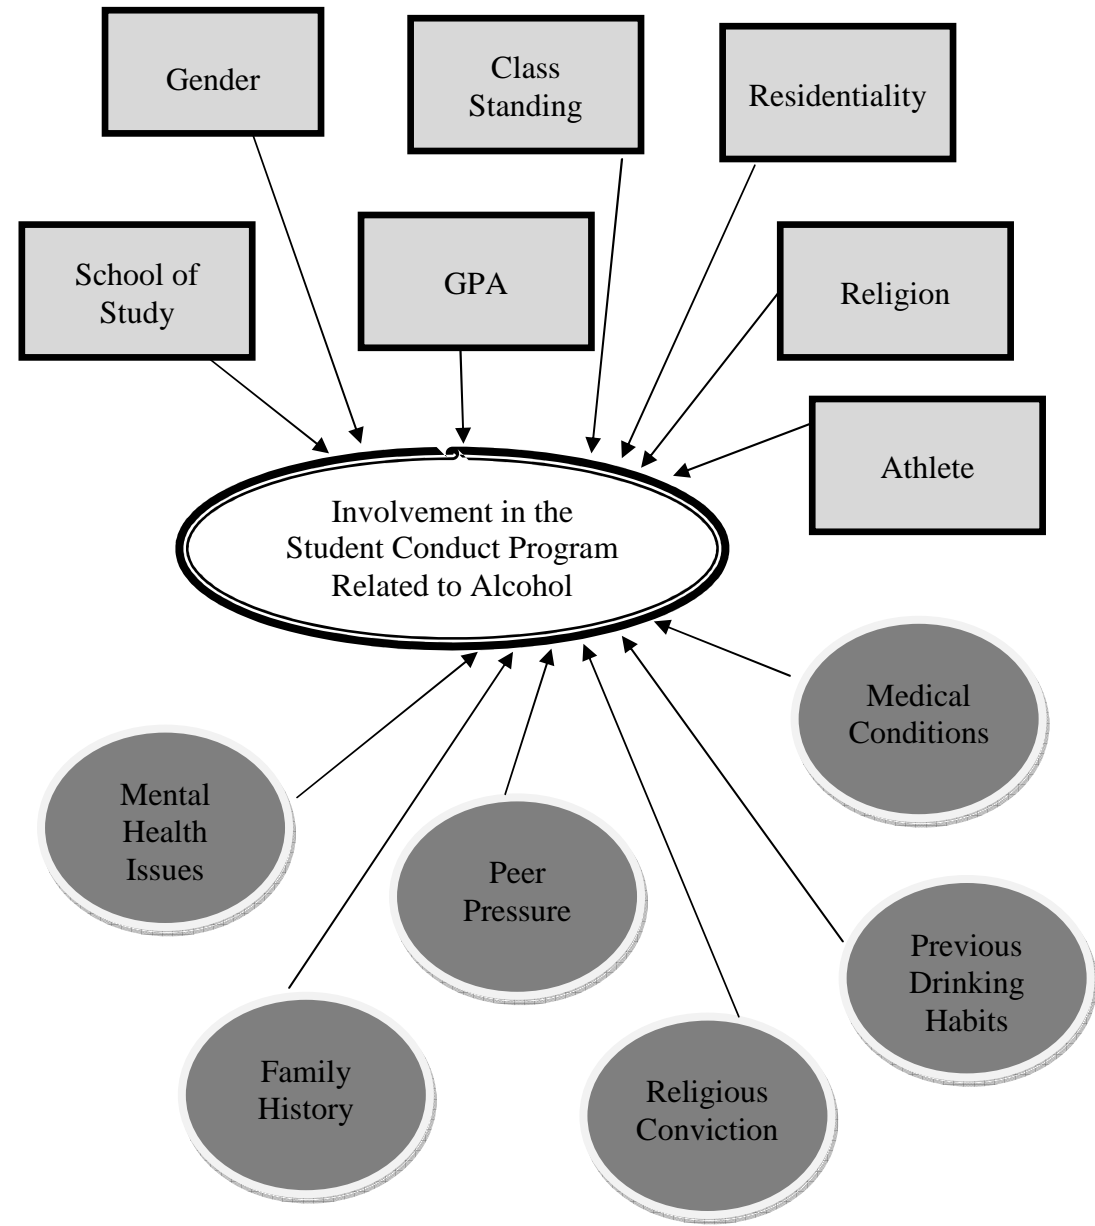 Gender
Class
Standing
Residentiality
School of
Study
GPA
Religion
Athlete
Involvement in the
Student Conduct Program
Related to Alcohol
Medical
Conditions
Mental
Health
Issues
Peer
Pressure
Previous
Drinking
Habits
Family
History
Religious
Conviction